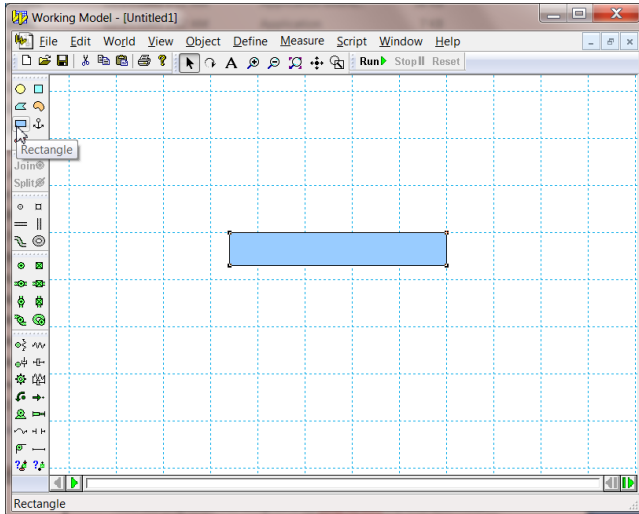 Working Model - [Untitled1]
File Edit World View Object Define Measure Script Window Help
A Run Stop Reset
Rectangle
Join
Split
Rectangle